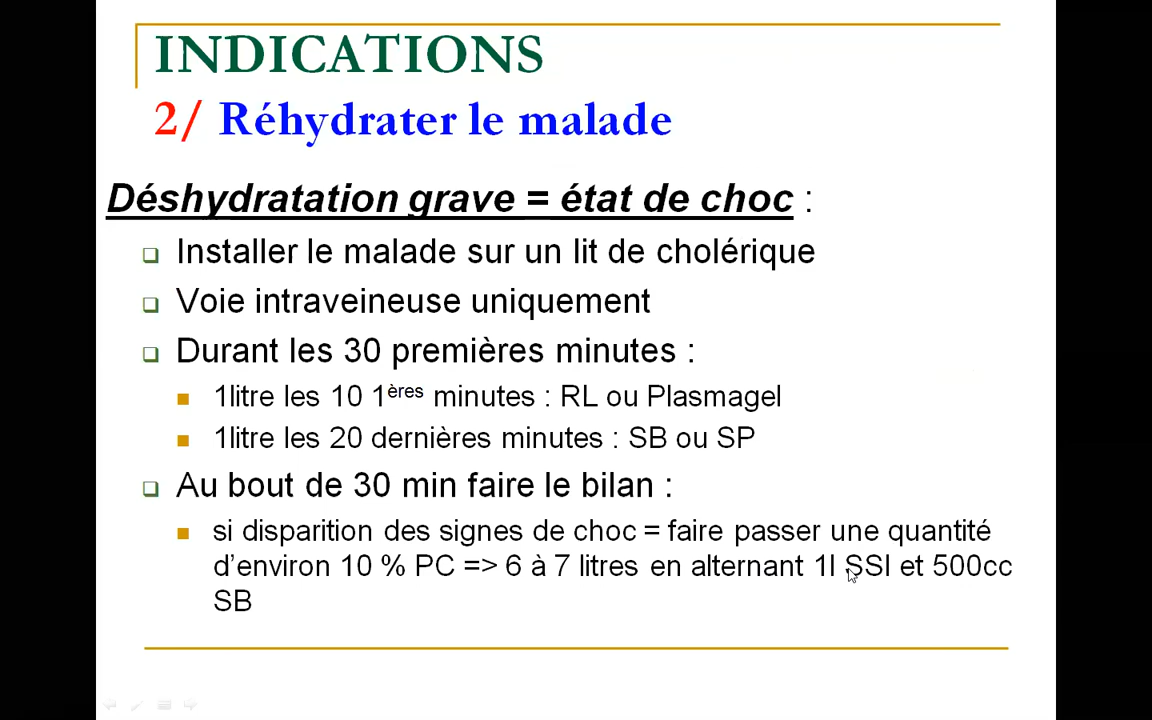 INDICATIONS
2/ Réhydrater le malade
Déshydratation grave = état de choc :
Installer le malade sur un lit de cholérique
Voie intraveineuse uniquement
Durant les 30 premières minutes :
1litre les 10 1ères minutes : RL ou Plasmagel
1litre les 20 dernières minutes : SB ou SP
Au bout de 30 min faire le bilan :
si disparition des signes de choc = faire passer une quantité
d’environ 10 % PC => 6 à 7 litres en alternant 1l SSI et 500cc
SB